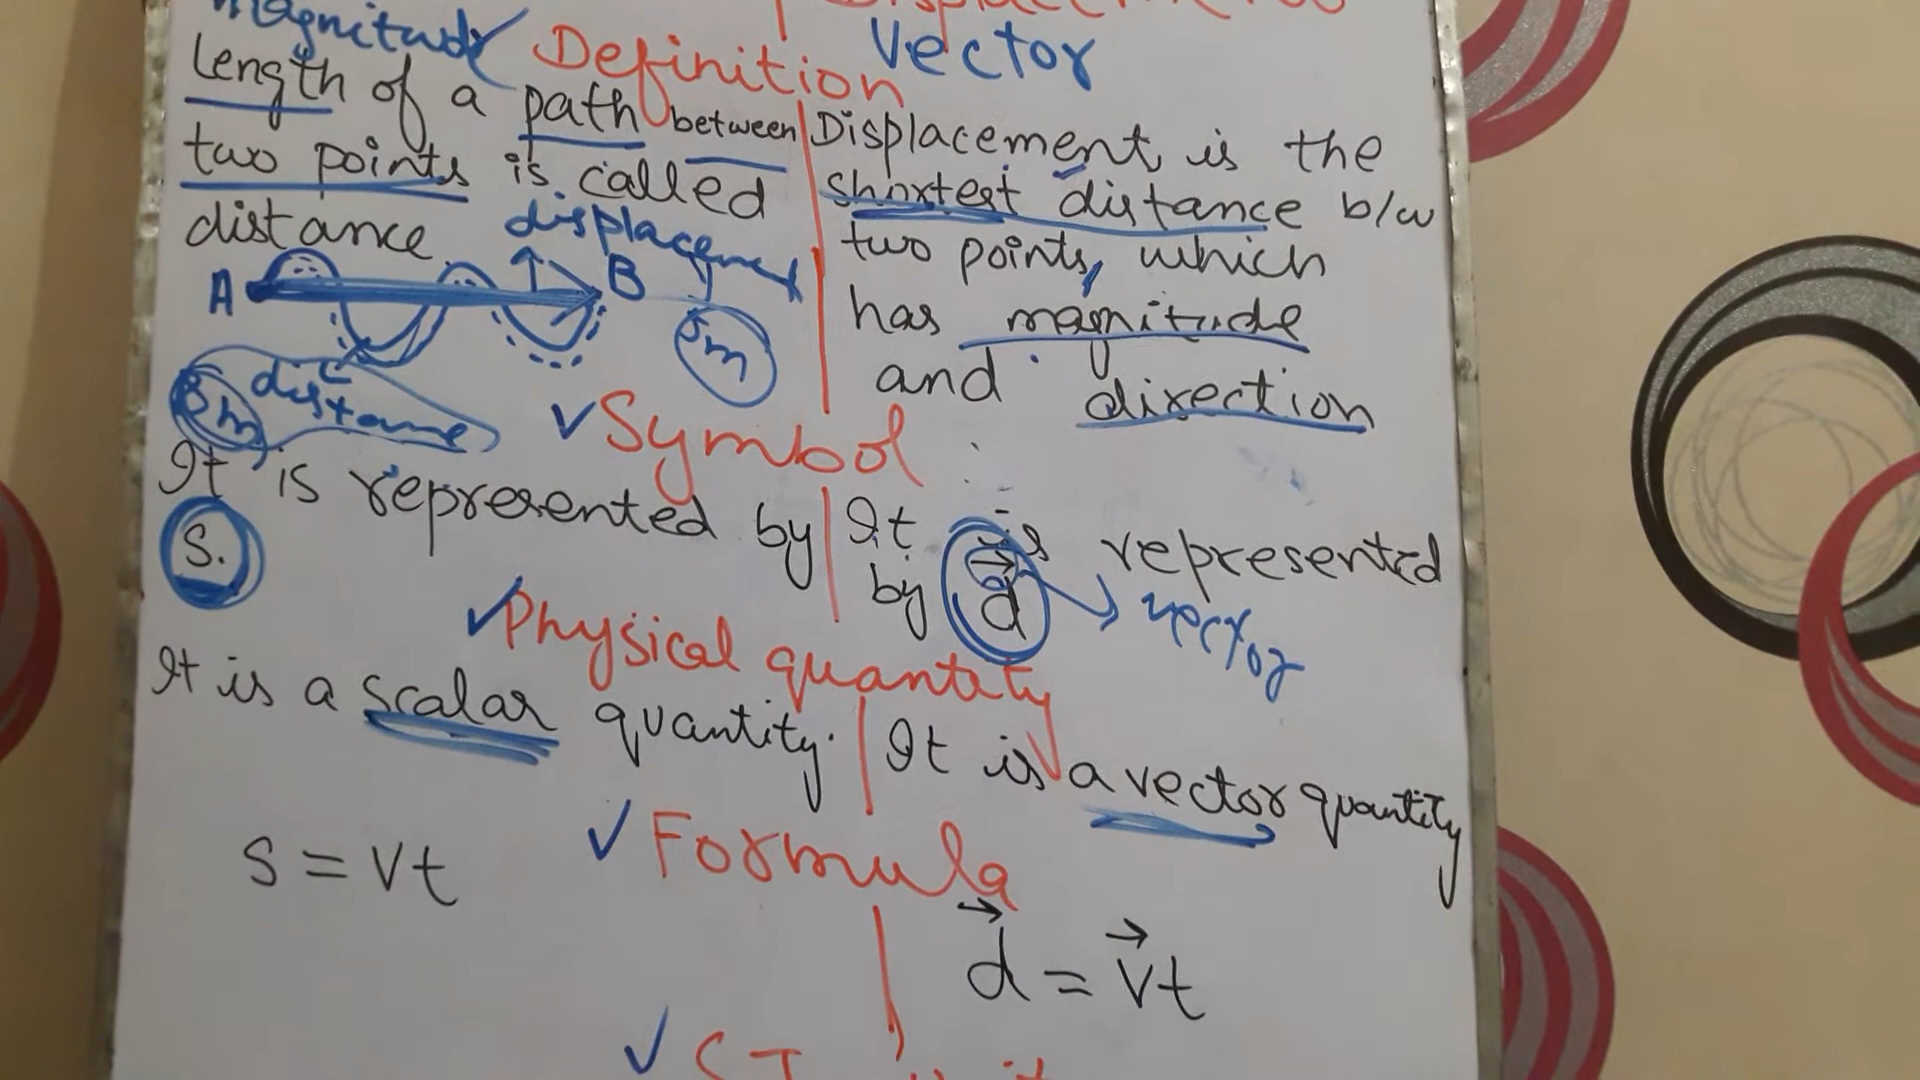 Magnitude
Vector
Definition
length of a path between
two points is called
distance.
displacement
A
B
5m
distance
8m
Displacement is the
shortest distance b/w
two points, which
has magnitude
and direction
Symbol
It is represented by
S.
It is represented
by d
vector
Physical quantity
It is a scalar quantity.
It is a vector quantity
Formula
S = vt
d = vt